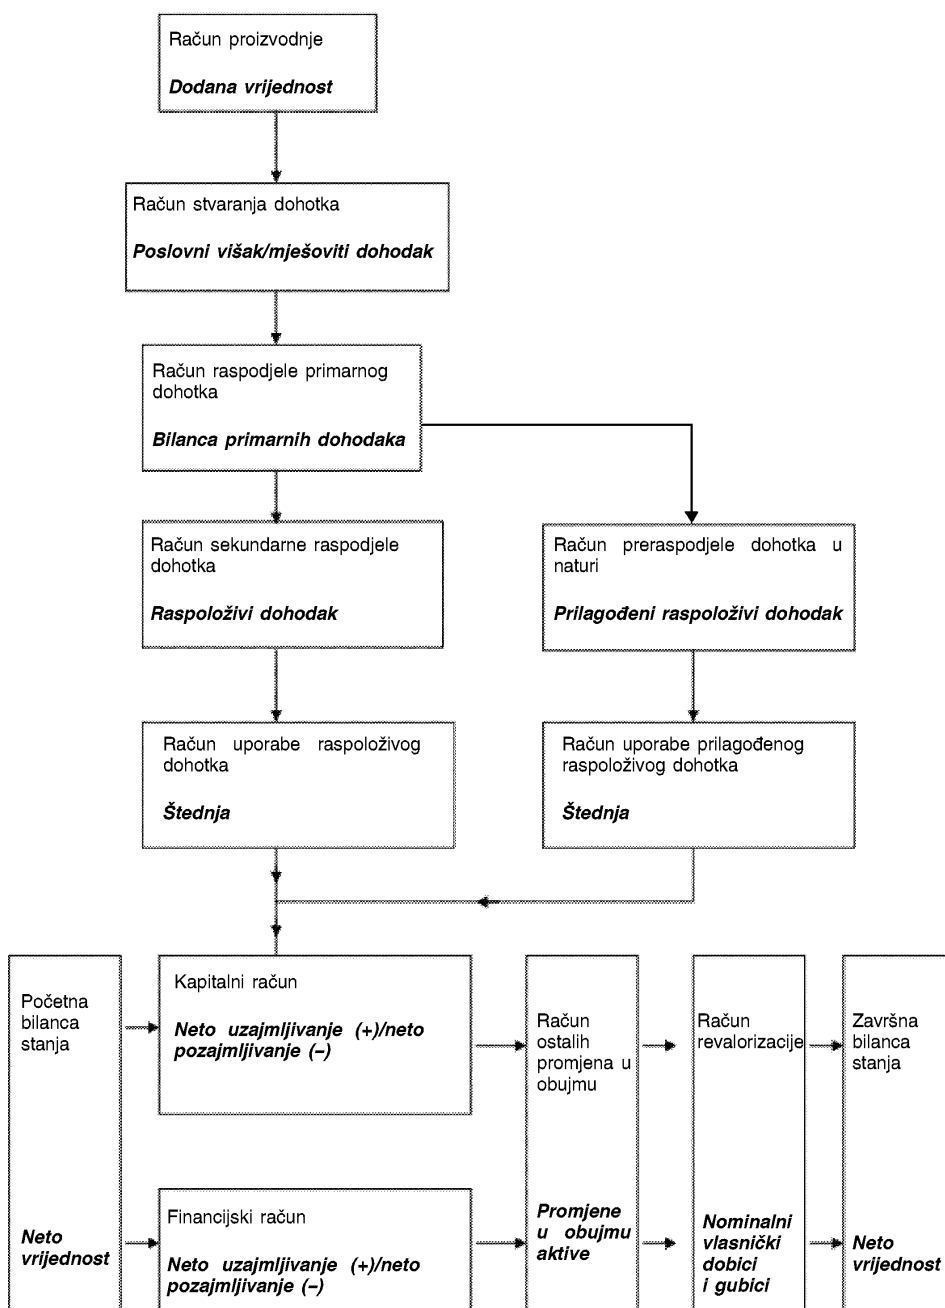 Račun proizvodnje
Dodana vrijednost
Račun stvaranja dohotka
Poslovni višak/mješoviti dohodak
Račun raspodjele primarnog
dohotka
Bilanca primarnih dohodaka
Račun sekundarne raspodjele
dohotka
Raspoloživi dohodak
Račun preraspodjele dohotka u
naturi
Prilagođeni raspoloživi dohodak
Račun uporabe raspoloživog
dohotka
Štednja
Račun uporabe prilagođenog
raspoloživog dohotka
Štednja
Početna
bilanca
stanja
Neto
vrijednost
Kapitalni račun
Neto uzajmljivanje (+)/neto
pozajmljivanje (–)
Financijski račun
Neto uzajmljivanje (+)/neto
pozajmljivanje (–)
Račun
ostalih
promjena u
obujmu
Promjene
u obujmu
aktive
Račun
revalorizacije
Nominalni
vlasnički
dobici
i gubici
Završna
bilanca
stanja
Neto
vrijednost